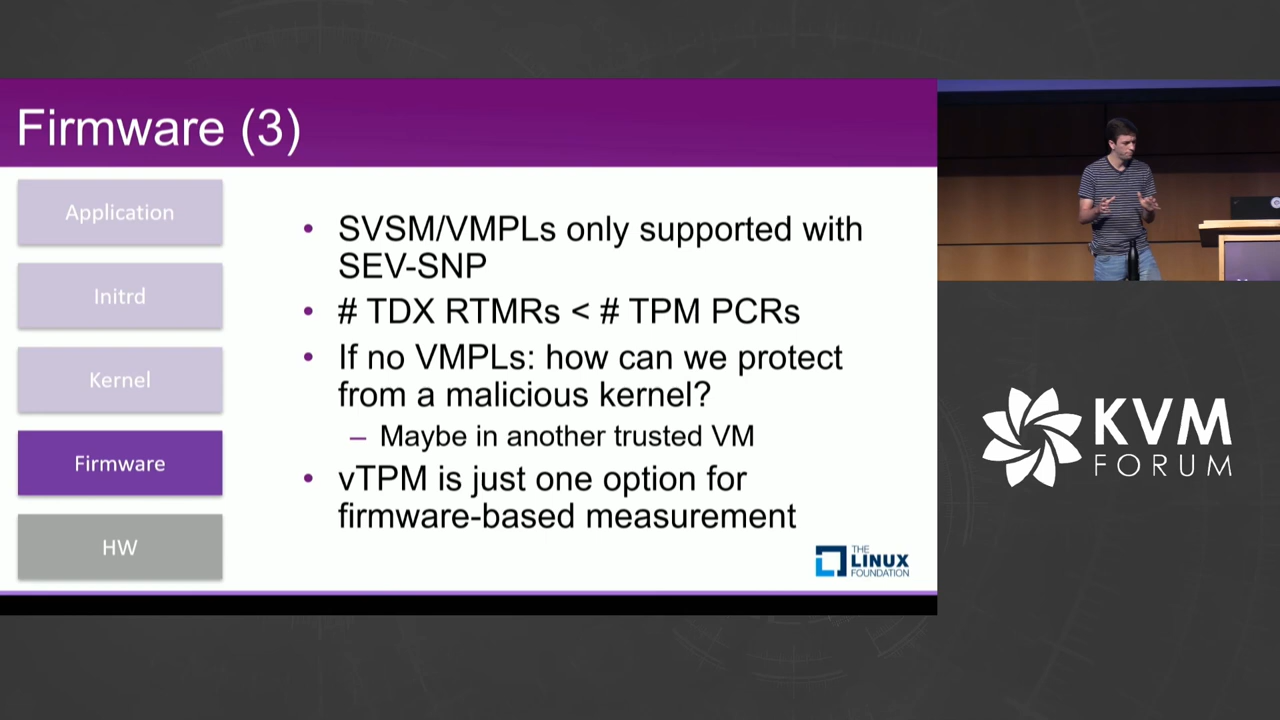 Firmware (3)
Application
Initrd
Kernel
Firmware
HW
• SVSM/VMPLs only supported with
SEV-SNP
• # TDX RTMRs < # TPM PCRs
• If no VMPLs: how can we protect
from a malicious kernel?
– Maybe in another trusted VM
• vTPM is just one option for
firmware-based measurement
THE
LINUX
FOUNDATION
KVM
FORUM